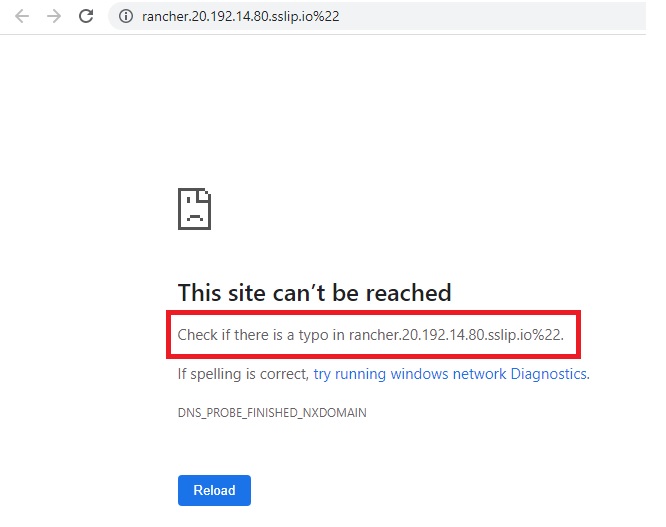 rancher.20.192.14.80.sslip.io%22
This site can’t be reached
Check if there is a typo in rancher.20.192.14.80.sslip.io%22.
If spelling is correct, try running windows network Diagnostics.
DNS_PROBE_FINISHED_NXDOMAIN
Reload